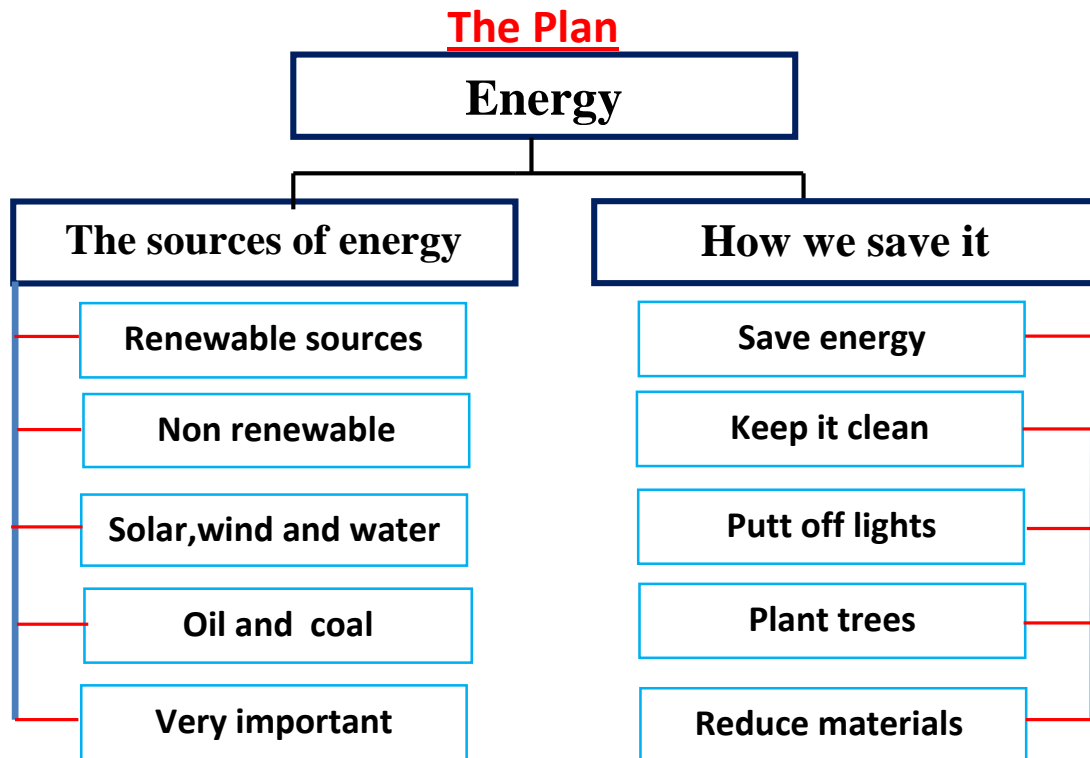 The Plan
Energy
The sources of energy
Renewable sources
Non renewable
Solar,wind and water
Oil and coal
Very important
How we save it
Save energy
Keep it clean
Putt off lights
Plant trees
Reduce materials